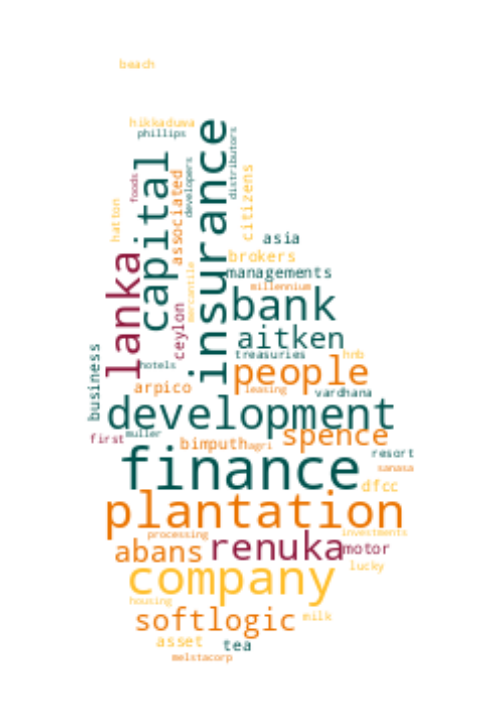 beach
hikkaduwa
phillips
insurance
distributors
capital
developers
foods
associated
citizens
hatton
asia
lanka
brokers
mercantile
managements
millennium
bank
ceylon
aitken
business
treasuries
hnb
hotels
people
arpico
leasing
vardhana
development
first
muller
spence
bimputh
agri
resort
finance
sanasa
dfcc
plantation
processing
investments
renuka
abans
motor
lucky
company
housing
softlogic
milk
asset
tea
melstacorp